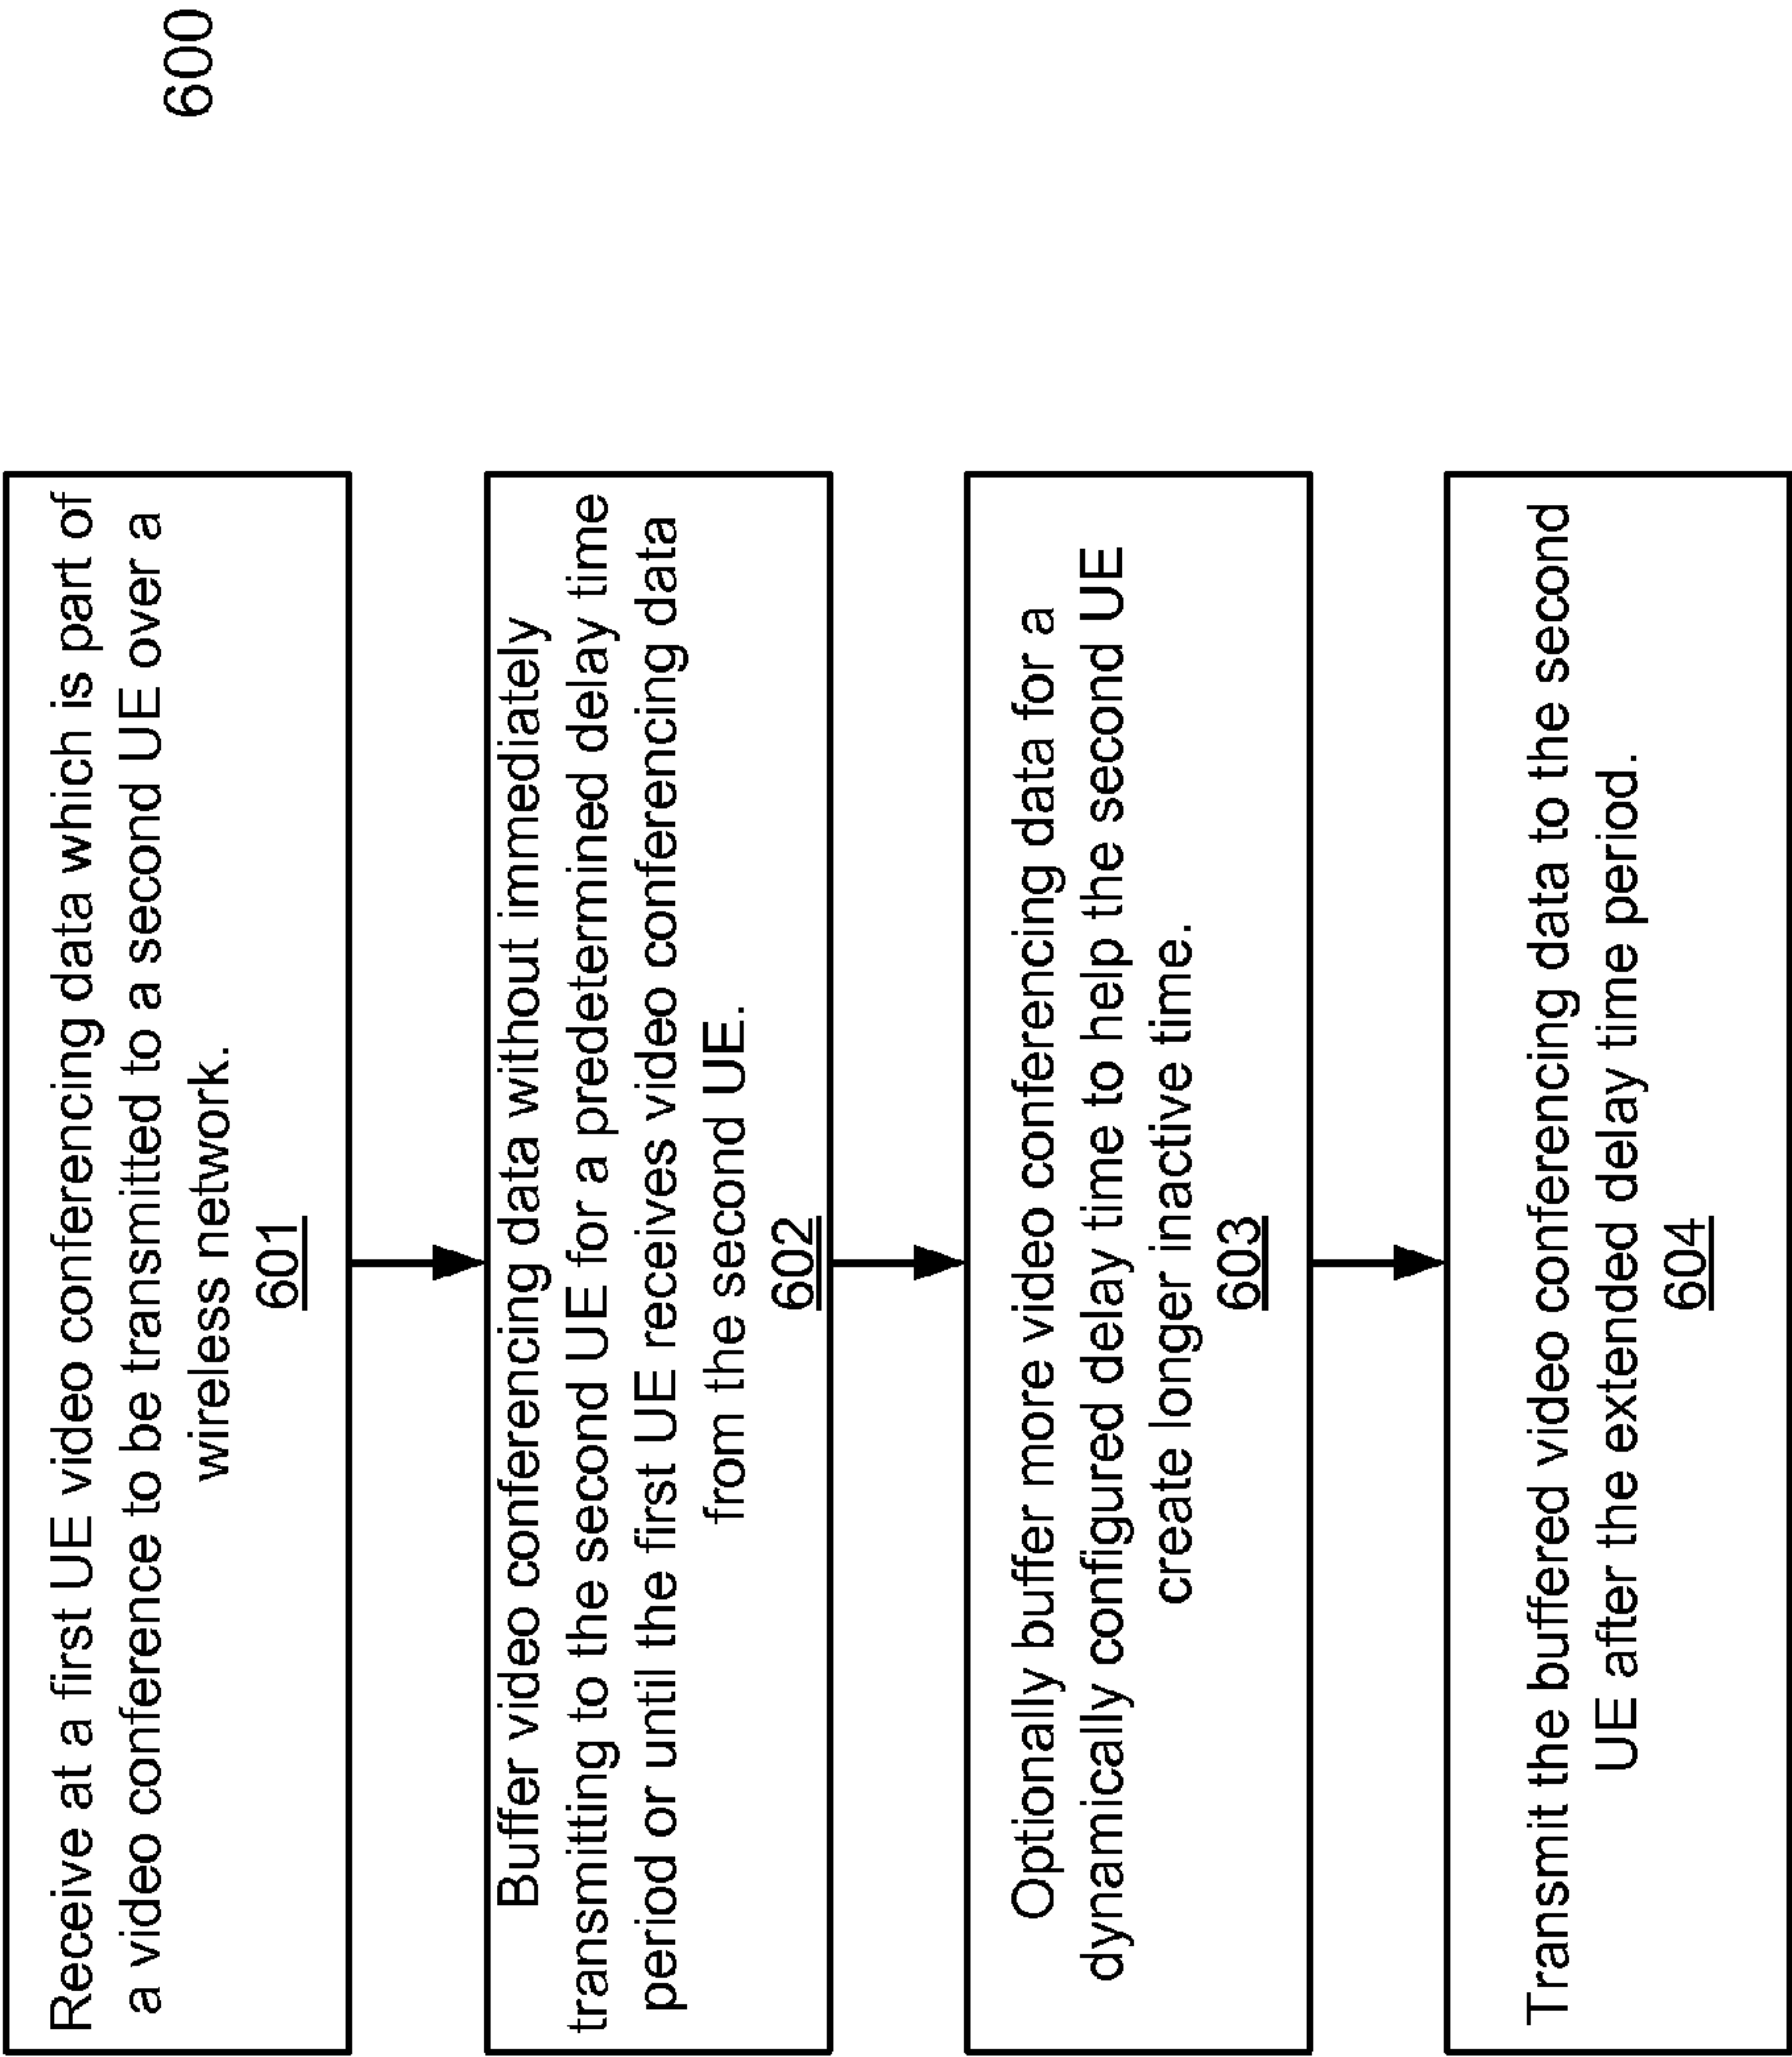 600
Receive at a first UE video conferencing data which is part of
a video conference to be transmitted to a second UE over a
wireless network.
601
Buffer video conferencing data without immediately
transmitting to the second UE for a predetermined delay time
period or until the first UE receives video conferencing data
from the second UE.
602
Optionally buffer more video conferencing data for a
dynamically configured delay time to help the second UE
create longer inactive time.
603
Transmit the buffered video conferencing data to the second
UE after the extended delay time period.
604